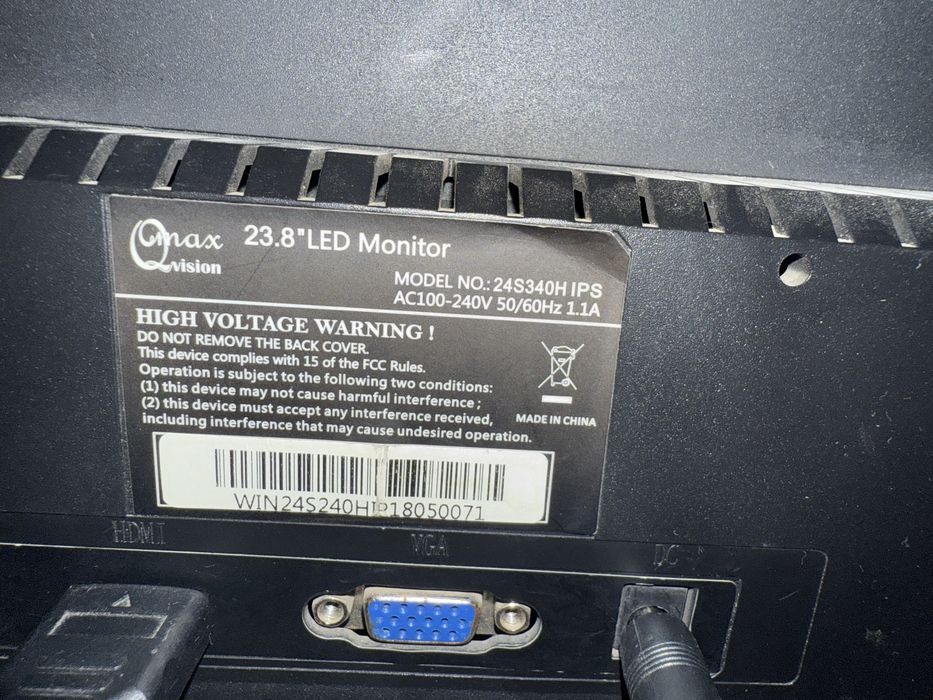 Qmax
vision
23.8"LED Monitor
MODEL NO.: 24S340H IPS
AC100-240V 50/60Hz 1.1A
HIGH VOLTAGE WARNING !
DO NOT REMOVE THE BACK COVER.
This device complies with 15 of the FCC Rules.
Operation is subject to the following two conditions:
(1) this device may not cause harmful interference ;
(2) this device must accept any interference received,
including interference that may cause undesired operation.
MADE IN CHINA
WIN24S240HIP18050071
HDMI
VGA